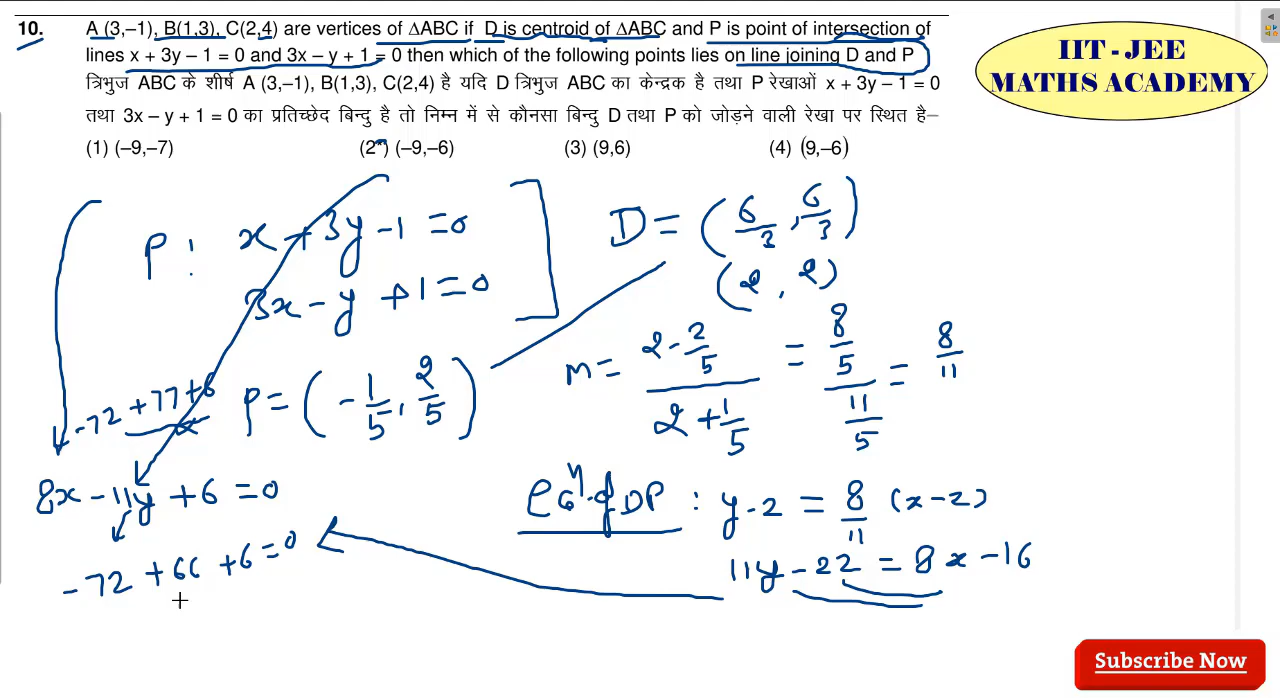 10. A (3,–1), B(1,3), C(2,4) are vertices of ΔABC if D is centroid of ΔABC and P is point of intersection of
lines x + 3y – 1 = 0 and 3x – y + 1 = 0 then which of the following points lies on line joining D and P
त्रिभुज ABC के शीर्ष A (3,–1), B(1,3), C(2,4) है यदि D त्रिभुज ABC का केन्द्रक है तथा P रेखाओं x + 3y – 1 = 0
तथा 3x – y + 1 = 0 का प्रतिच्छेद बिन्दु है तो निम्न में से कौनसा बिन्दु D तथा P को जोड़ने वाली रेखा पर स्थित है–
(1) (–9,–7) (2*) (–9,–6) (3) (9,6) (4) (9,–6)
IIT - JEE
MATHS ACADEMY
P : x + 3y - 1 = 0
3x - y + 1 = 0
D = (6/3, 6/3)
(2, 2)
P = (-1/5, 2/5)
m = (2 - 2/5)/(2 + 1/5) = (8/5)/(11/5) = 8/11
-72 + 77 + 6
8x - 11y + 6 = 0
-72 + 66 + 6 = 0
Eqⁿ of DP : y - 2 = 8/11 (x - 2)
11y - 22 = 8x - 16
Subscribe Now